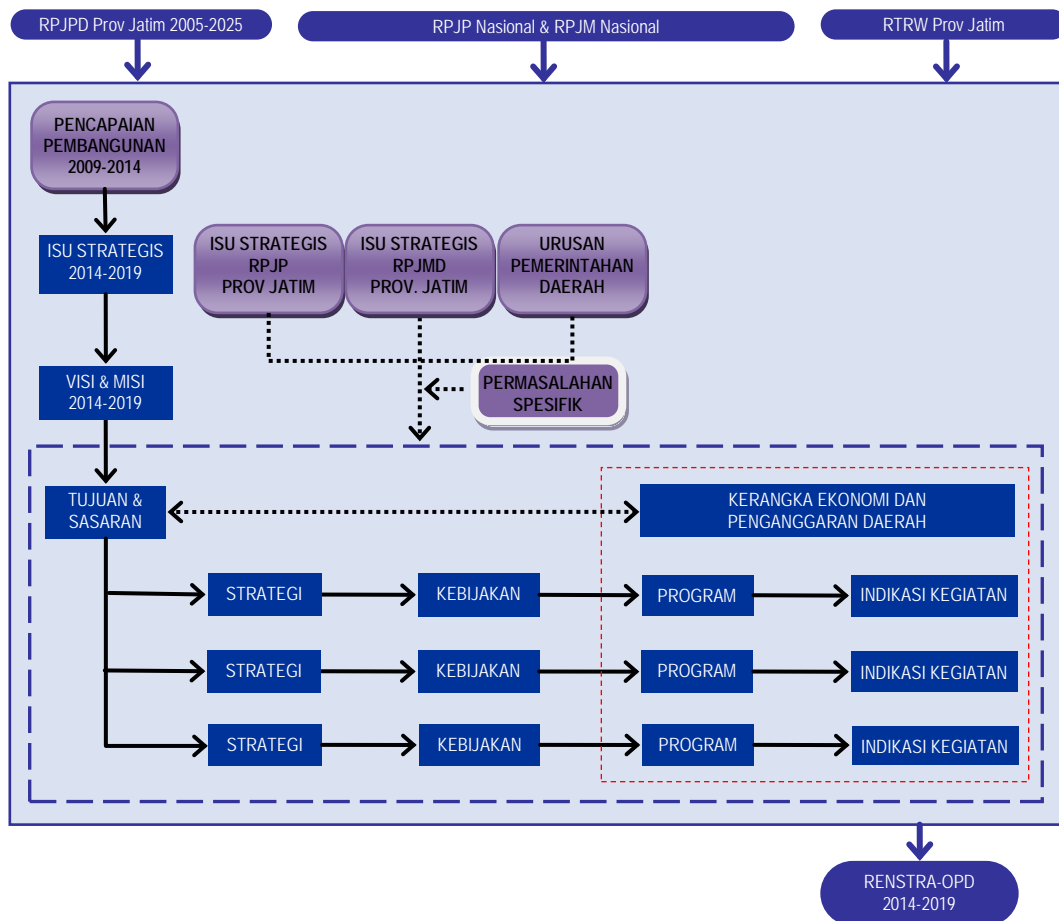 RPJPD Prov Jatim 2005-2025
RPJP Nasional & RPJM Nasional
RTRW Prov Jatim
PENCAPAIAN
PEMBANGUNAN
2009-2014
ISU STRATEGIS
2014-2019
ISU STRATEGIS
RPJP
PROV JATIM
ISU STRATEGIS
RPJMD
PROV. JATIM
URUSAN
PEMERINTAHAN
DAERAH
VISI & MISI
2014-2019
PERMASALAHAN
SPESIFIK
TUJUAN &
SASARAN
KERANGKA EKONOMI DAN
PENGANGGARAN DAERAH
STRATEGI
KEBIJAKAN
PROGRAM
INDIKASI KEGIATAN
STRATEGI
KEBIJAKAN
PROGRAM
INDIKASI KEGIATAN
STRATEGI
KEBIJAKAN
PROGRAM
INDIKASI KEGIATAN
RENSTRA-OPD
2014-2019